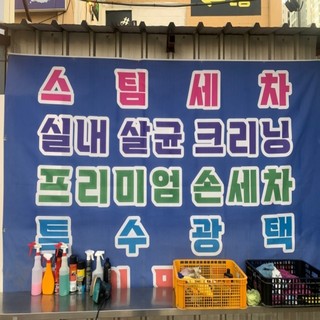 스팀세차
실내 살균 크리닝
프리미엄 손세차
특수광택